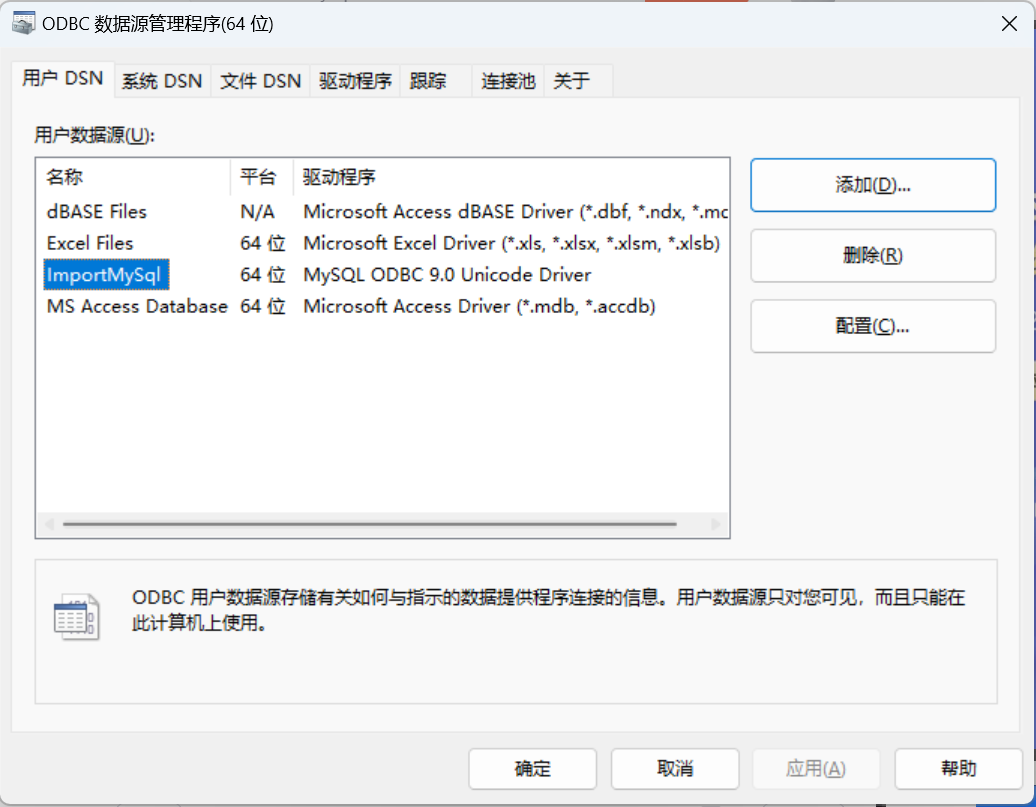 ODBC 数据源管理程序(64 位)
用户 DSN 系统 DSN 文件 DSN 驱动程序 跟踪 连接池 关于
用户数据源(U):
名称 平台 驱动程序
dBASE Files N/A Microsoft Access dBASE Driver (*.dbf, *.ndx, *.mc
Excel Files 64 位 Microsoft Excel Driver (*.xls, *.xlsx, *.xlsm, *.xlsb)
ImportMySql 64 位 MySQL ODBC 9.0 Unicode Driver
MS Access Database 64 位 Microsoft Access Driver (*.mdb, *.accdb)
添加(D)...
删除(R)
配置(C)...
ODBC 用户数据源存储有关如何与指示的数据提供程序连接的信息。用户数据源只对您可见，而且只能在
此计算机上使用。
确定 取消 应用(A) 帮助